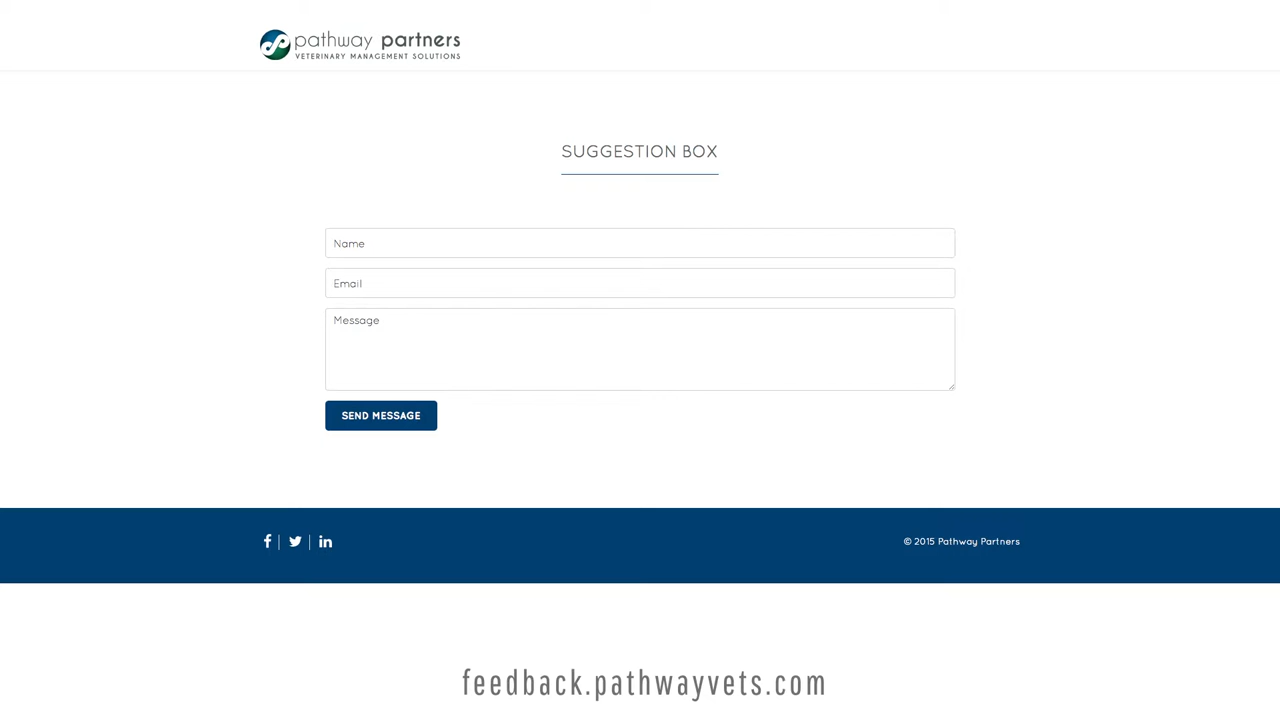 pathway partners
VETERINARY MANAGEMENT SOLUTIONS
SUGGESTION BOX
Name
Email
Message
SEND MESSAGE
© 2015 Pathway Partners
feedback.pathwayvets.com